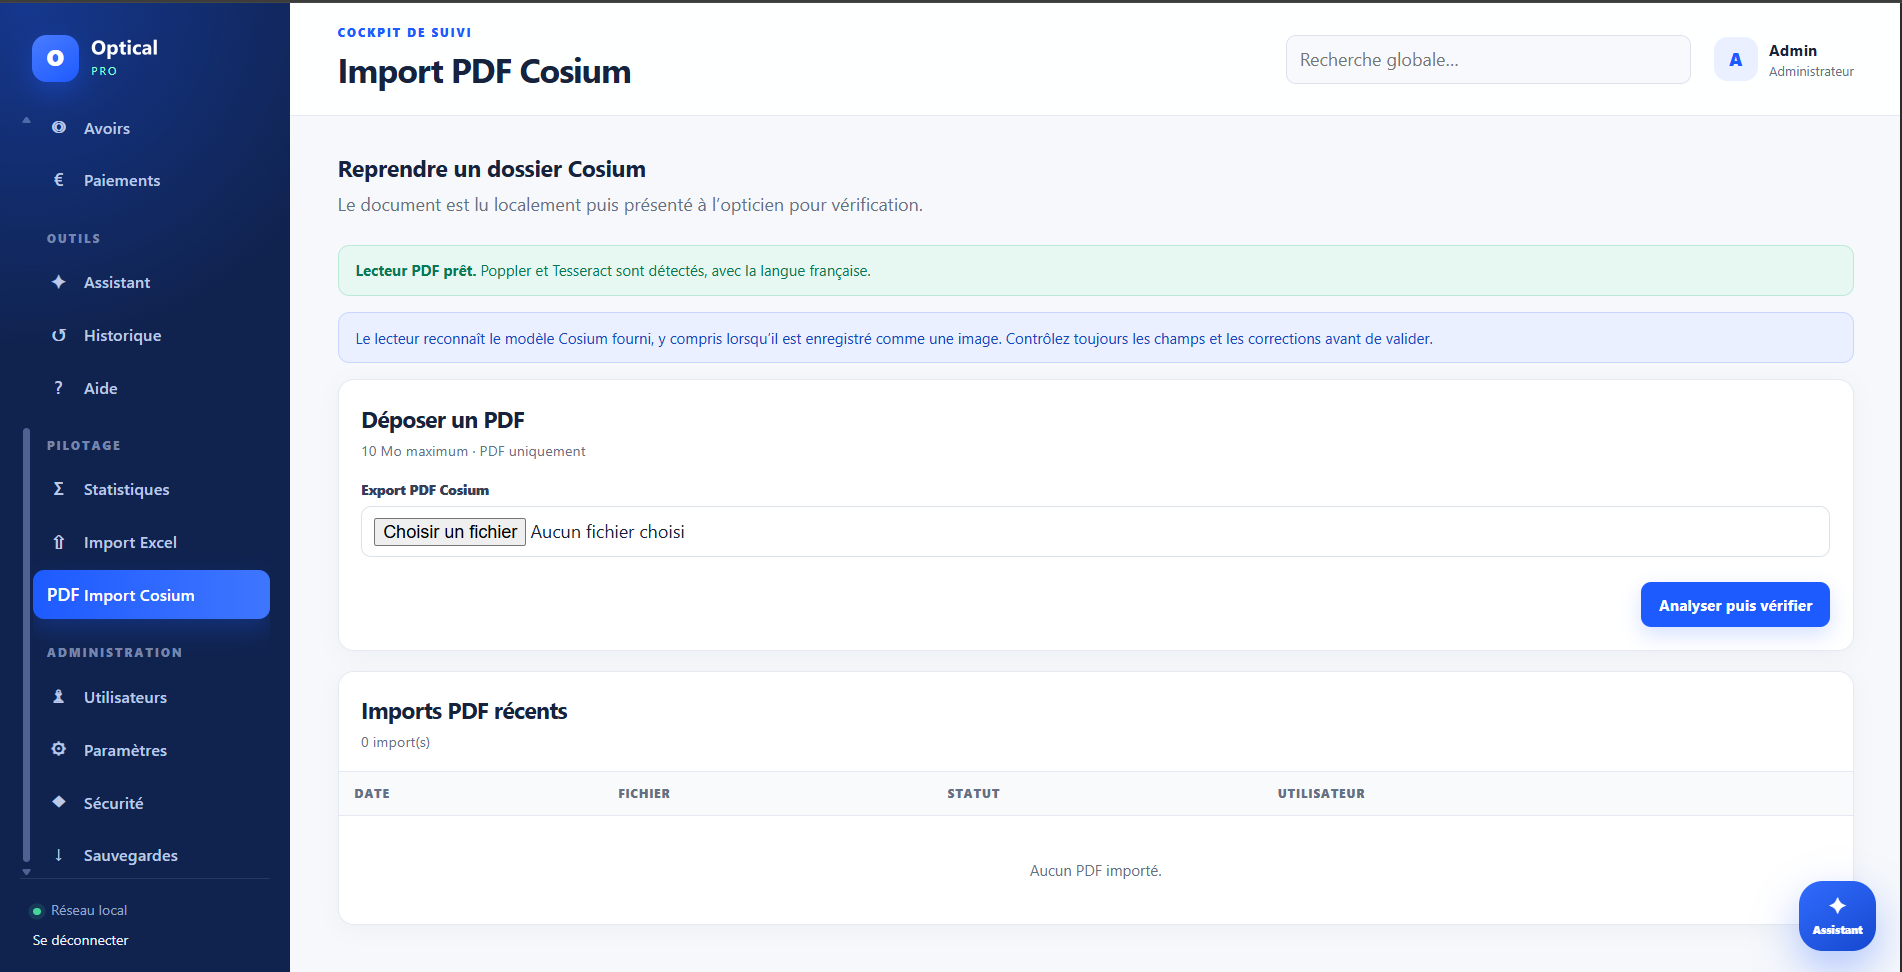 O
Optical
PRO
Avoirs
€ Paiements
OUTILS
Assistant
Historique
? Aide
PILOTAGE
Σ Statistiques
⇧ Import Excel
PDF Import Cosium
ADMINISTRATION
Utilisateurs
Paramètres
Sécurité
↓ Sauvegardes
Réseau local
Se déconnecter
COCKPIT DE SUIVI
Import PDF Cosium
Recherche globale...
A
Admin
Administrateur
Reprendre un dossier Cosium
Le document est lu localement puis présenté à l’opticien pour vérification.
Lecteur PDF prêt. Poppler et Tesseract sont détectés, avec la langue française.
Le lecteur reconnaît le modèle Cosium fourni, y compris lorsqu’il est enregistré comme une image. Contrôlez toujours les champs et les corrections avant de valider.
Déposer un PDF
10 Mo maximum · PDF uniquement
Export PDF Cosium
Choisir un fichier Aucun fichier choisi
Analyser puis vérifier
Imports PDF récents
0 import(s)
DATE FICHIER STATUT UTILISATEUR
Aucun PDF importé.
Assistant